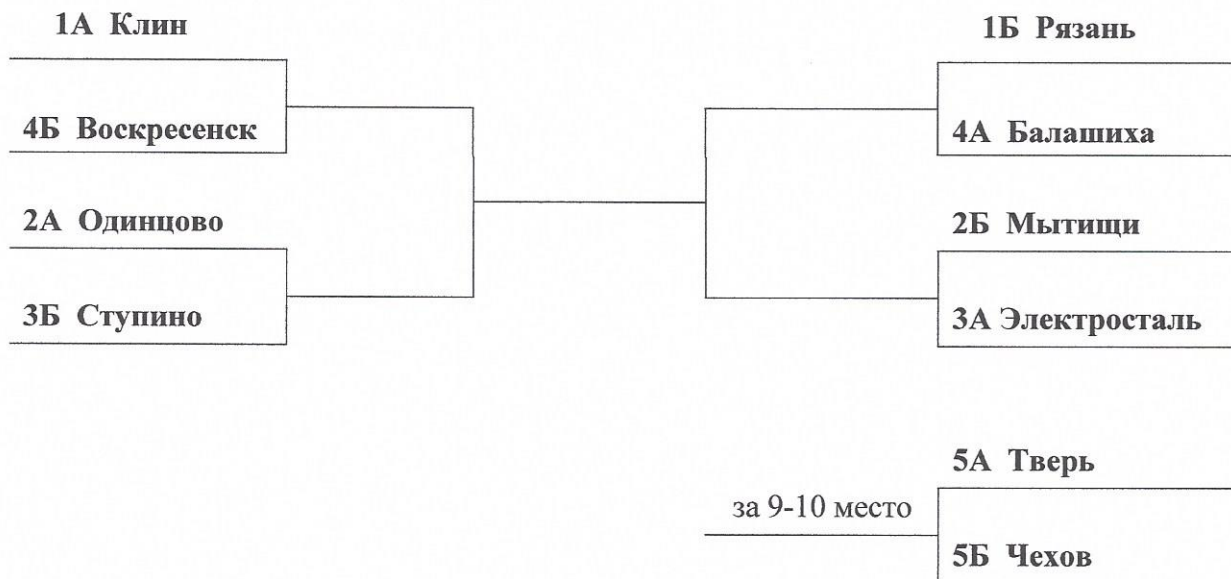 1А Клин
4Б Воскресенск
2А Одинцово
3Б Ступино
1Б Рязань
4А Балашиха
2Б Мытищи
3А Электросталь
5А Тверь
за 9-10 место
5Б Чехов